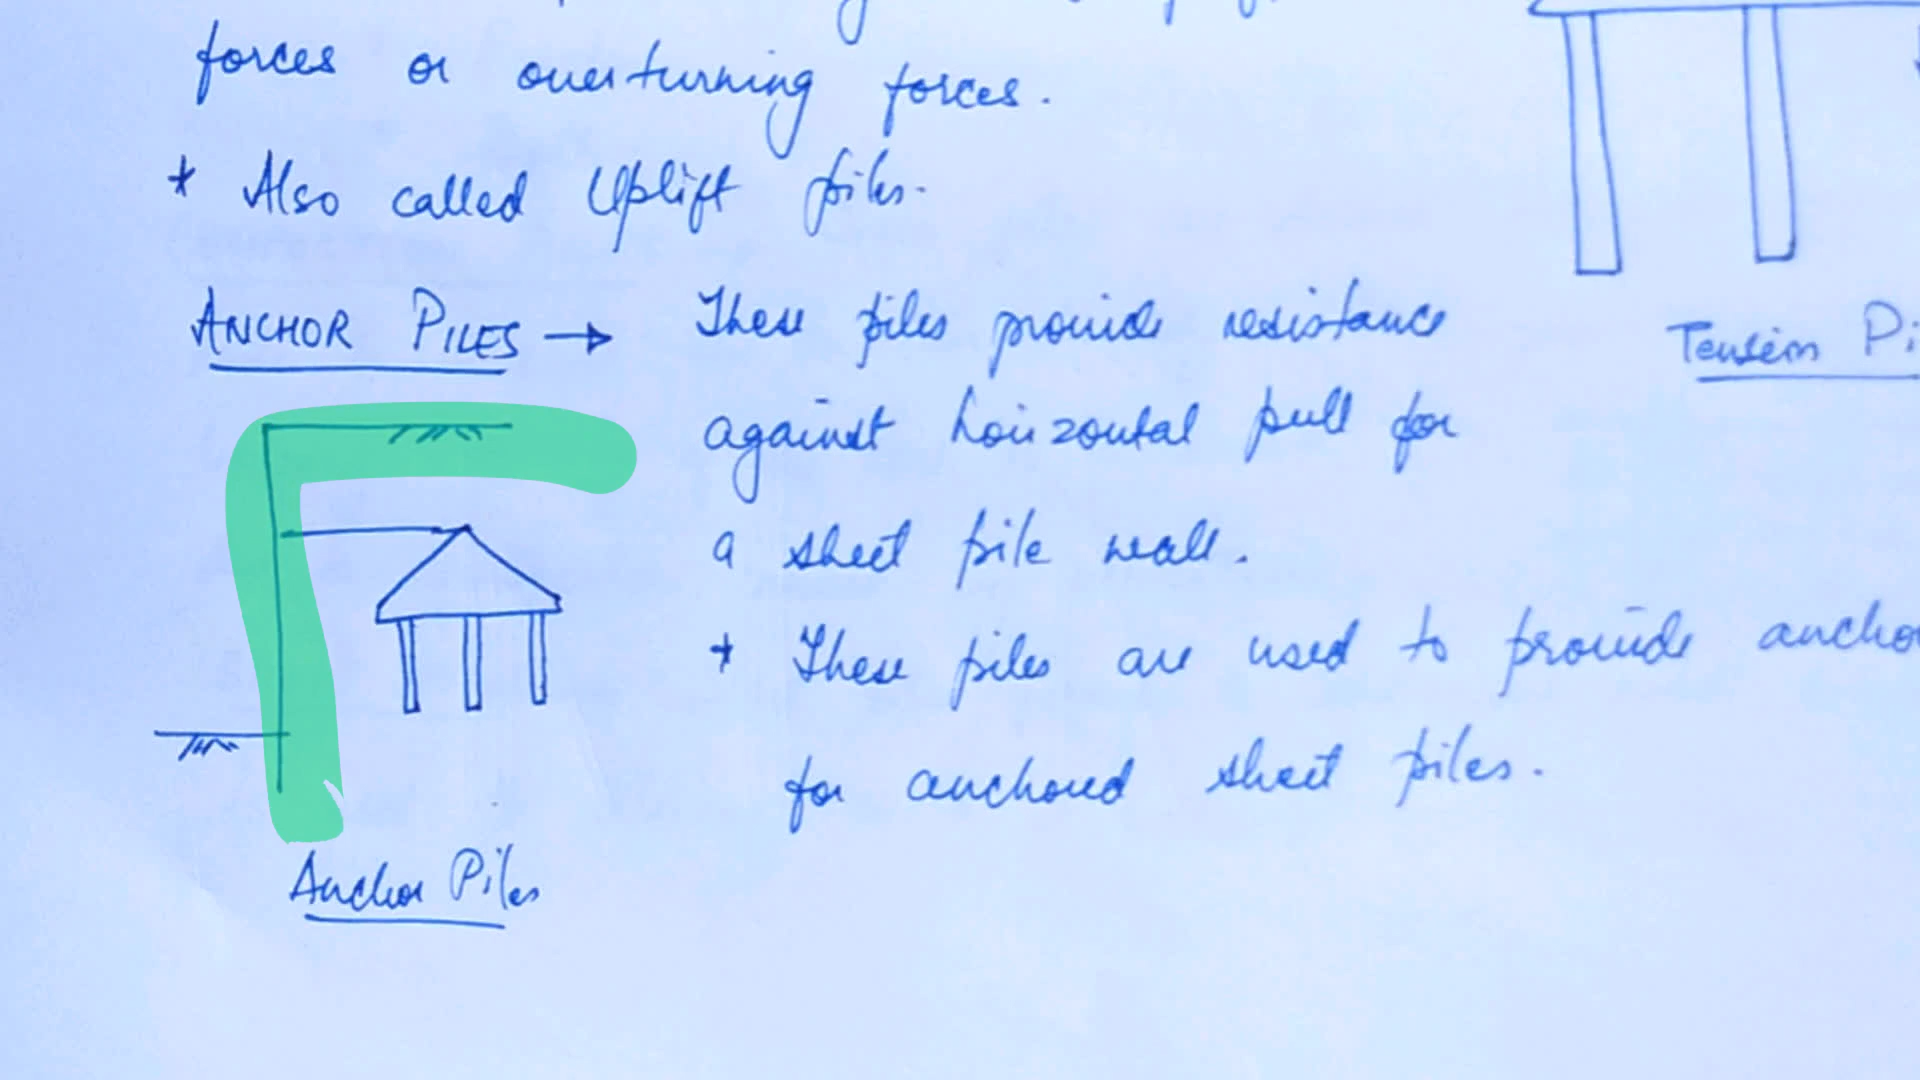 forces or overturning forces.
* Also called Uplift piles.
ANCHOR PILES → These piles provide resistance
against horizontal pull for
a sheet pile wall.
* These piles are used to provide ancho
for anchored sheet piles.
Anchor Piles
Tension Pi